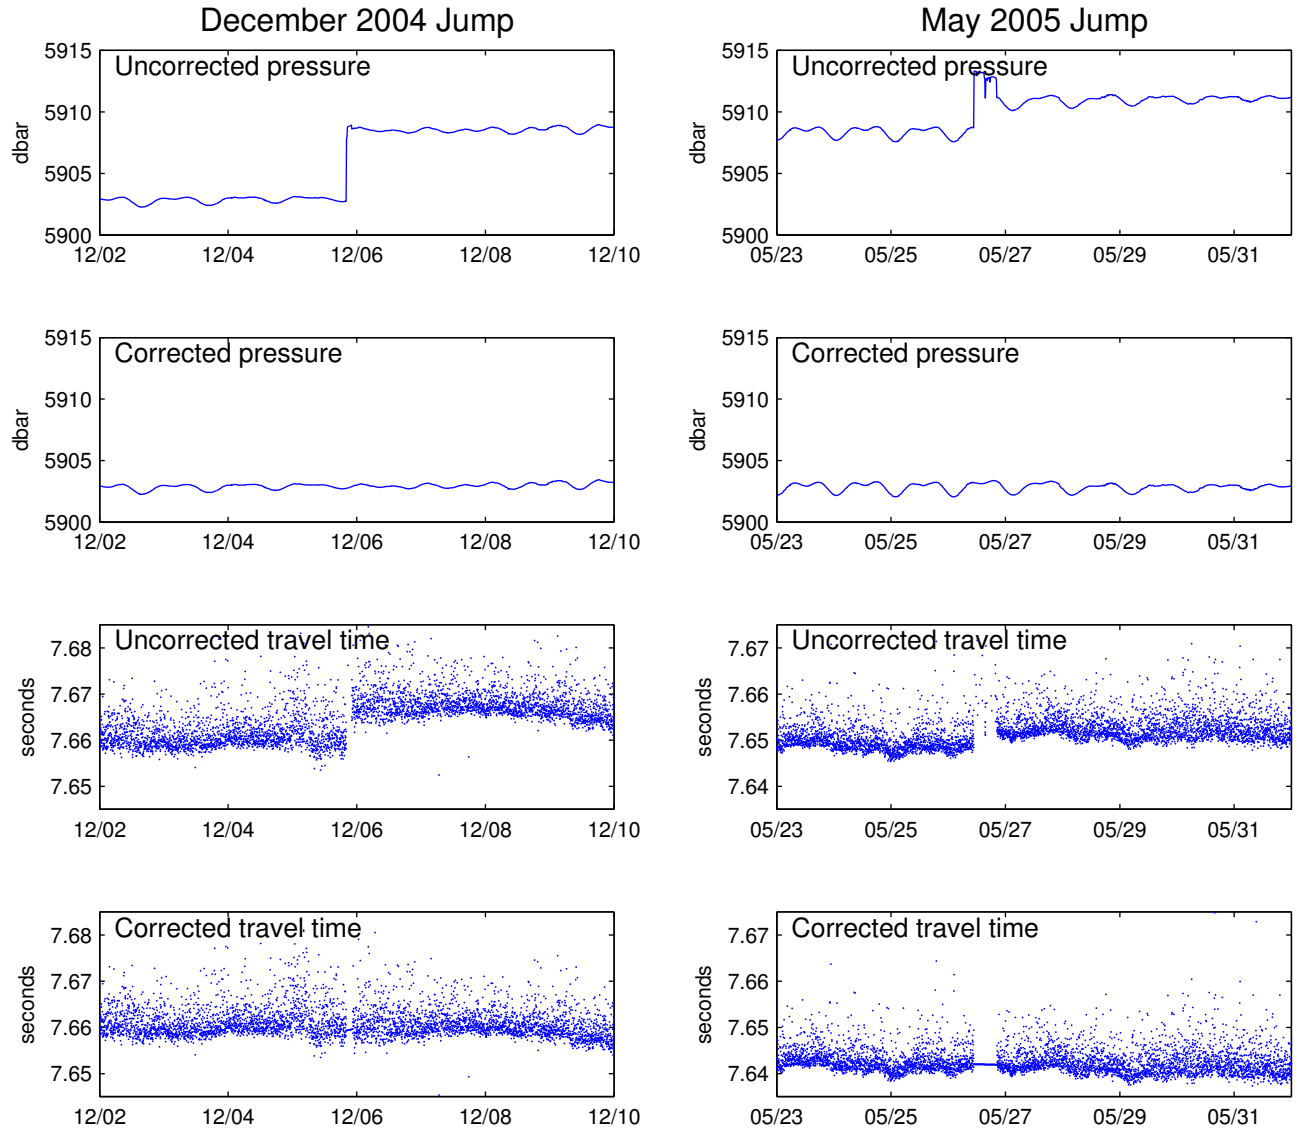 December 2004 Jump
May 2005 Jump
5915
5910
5905
5900
dbar
Uncorrected pressure
12/02 12/04 12/06 12/08 12/10
5915
5910
5905
5900
dbar
Uncorrected pressure
05/23 05/25 05/27 05/29 05/31
5915
5910
5905
5900
dbar
Corrected pressure
12/02 12/04 12/06 12/08 12/10
5915
5910
5905
5900
dbar
Corrected pressure
05/23 05/25 05/27 05/29 05/31
7.68
7.67
7.66
7.65
seconds
Uncorrected travel time
12/02 12/04 12/06 12/08 12/10
7.67
7.66
7.65
7.64
seconds
Uncorrected travel time
05/23 05/25 05/27 05/29 05/31
7.68
7.67
7.66
7.65
seconds
Corrected travel time
12/02 12/04 12/06 12/08 12/10
7.67
7.66
7.65
7.64
seconds
Corrected travel time
05/23 05/25 05/27 05/29 05/31